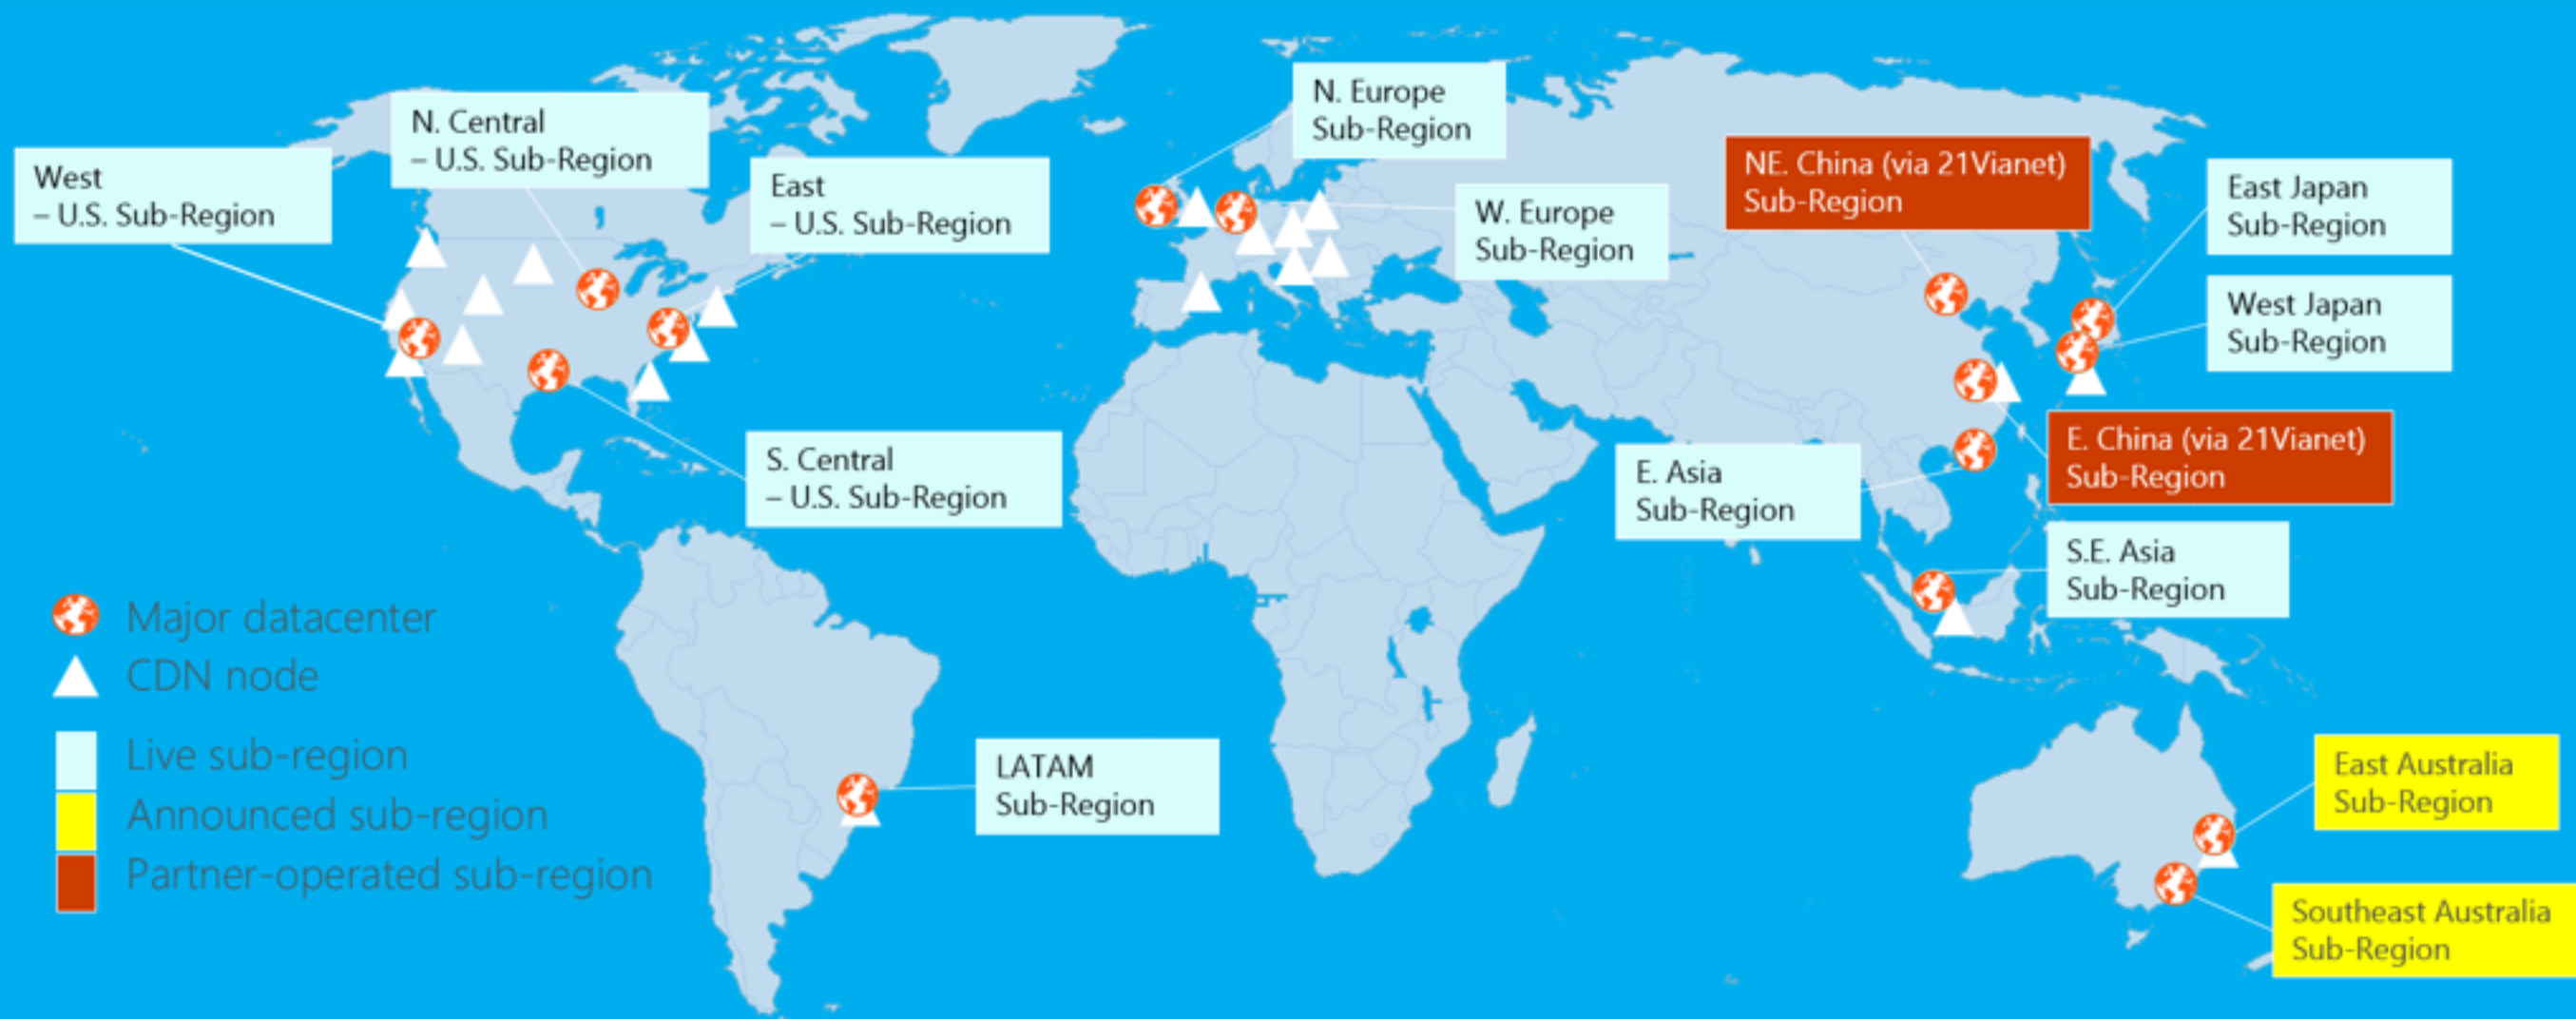 N. Europe
Sub-Region
N. Central
– U.S. Sub-Region
West
– U.S. Sub-Region
East
– U.S. Sub-Region
NE. China (via 21Vianet)
Sub-Region
East Japan
Sub-Region
W. Europe
Sub-Region
West Japan
Sub-Region
S. Central
– U.S. Sub-Region
E. Asia
Sub-Region
E. China (via 21Vianet)
Sub-Region
S.E. Asia
Sub-Region
Major datacenter
CDN node
Live sub-region
Announced sub-region
Partner-operated sub-region
LATAM
Sub-Region
East Australia
Sub-Region
Southeast Australia
Sub-Region